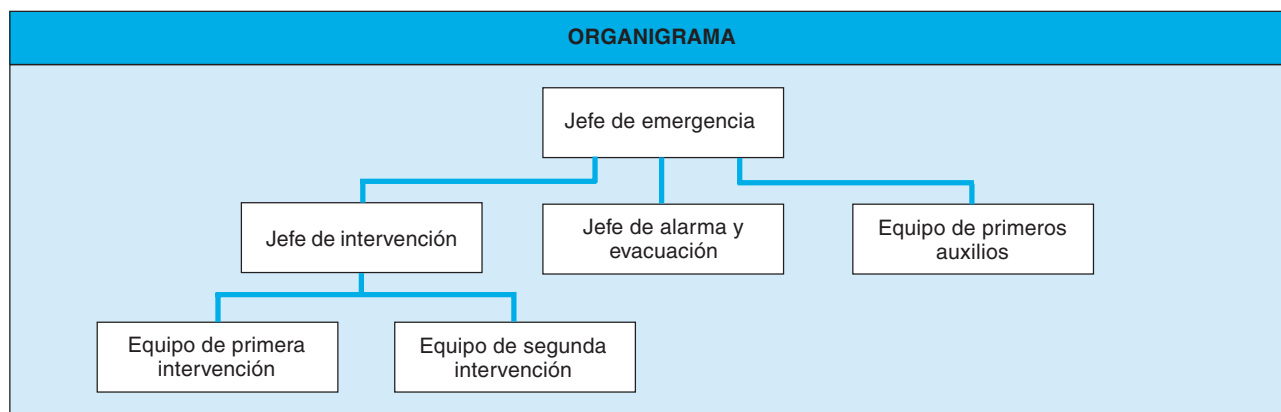 ORGANIGRAMA
Jefe de emergencia
Jefe de intervención
Jefe de alarma y
evacuación
Equipo de primeros
auxilios
Equipo de primera
intervención
Equipo de segunda
intervención